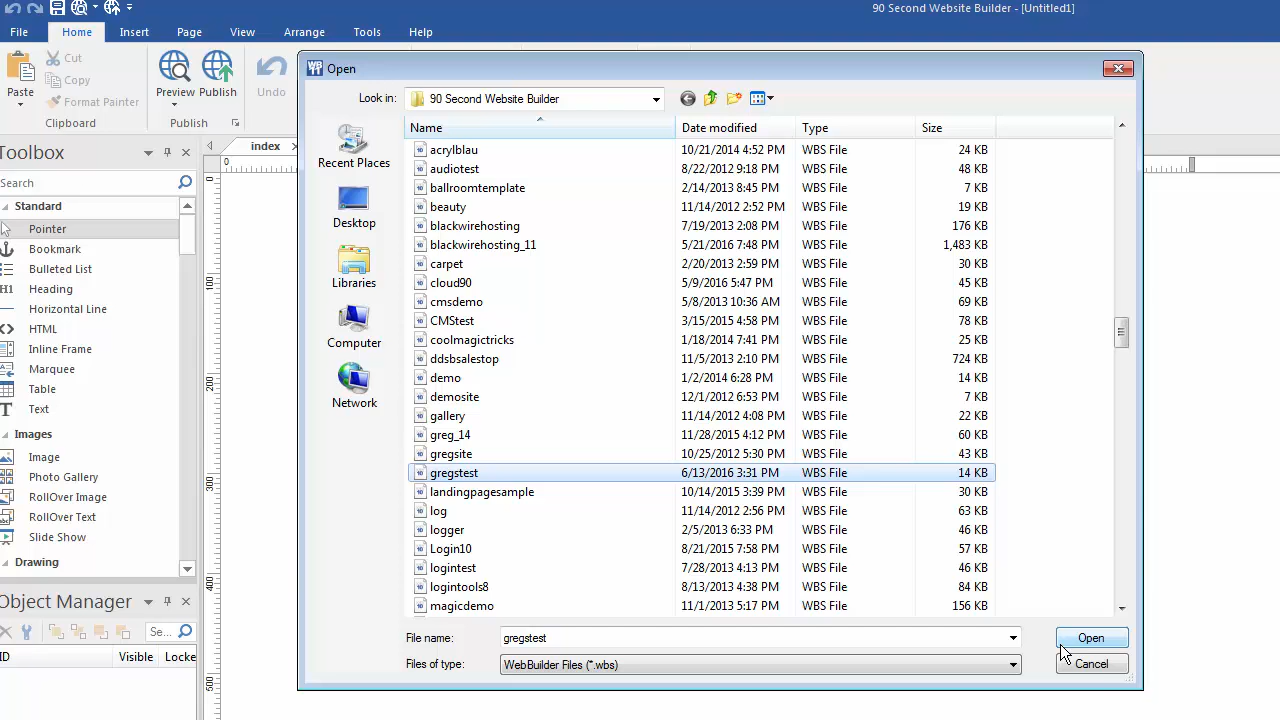 90 Second Website Builder - [Untitled1]
File Home Insert Page View Arrange Tools Help
Paste
Cut
Copy
Format Painter
Clipboard
Preview Publish
Publish
Undo
Toolbox
Search
Standard
Pointer
Bookmark
Bulleted List
H1 Heading
Horizontal Line
HTML
Inline Frame
Marquee
Table
T Text
Images
Image
Photo Gallery
RollOver Image
RollOver Text
Slide Show
Drawing
Object Manager
Se...
ID Visible Locke
index
0
0
100
200
300
400
500
Open
Look in: 90 Second Website Builder
Recent Places
Desktop
Libraries
Computer
Network
Name Date modified Type Size
acrylblau 10/21/2014 4:52 PM WBS File 24 KB
audiotest 8/22/2012 9:18 PM WBS File 48 KB
ballroomtemplate 2/14/2013 8:45 PM WBS File 7 KB
beauty 11/14/2012 2:52 PM WBS File 19 KB
blackwirehosting 7/19/2013 2:08 PM WBS File 176 KB
blackwirehosting_11 5/21/2016 7:48 PM WBS File 1,483 KB
carpet 2/20/2013 2:59 PM WBS File 30 KB
cloud90 5/9/2016 5:47 PM WBS File 45 KB
cmsdemo 5/8/2013 10:36 AM WBS File 69 KB
CMStest 3/15/2015 4:58 PM WBS File 78 KB
coolmagictricks 1/18/2014 7:41 PM WBS File 25 KB
ddsbsalestop 11/5/2013 2:10 PM WBS File 724 KB
demo 1/2/2014 6:28 PM WBS File 14 KB
demosite 12/1/2012 6:53 PM WBS File 7 KB
gallery 11/14/2012 4:08 PM WBS File 22 KB
greg_14 11/28/2015 4:12 PM WBS File 60 KB
gregsite 10/25/2012 5:30 PM WBS File 43 KB
gregstest 6/13/2016 3:31 PM WBS File 14 KB
landingpagesample 10/14/2015 3:39 PM WBS File 30 KB
log 11/14/2012 2:56 PM WBS File 63 KB
logger 2/5/2013 6:33 PM WBS File 46 KB
Login10 8/21/2015 7:58 PM WBS File 57 KB
logintest 7/28/2013 4:13 PM WBS File 46 KB
logintools8 8/13/2013 4:38 PM WBS File 84 KB
magicdemo 11/1/2013 5:17 PM WBS File 156 KB
File name: gregstest Open
Files of type: WebBuilder Files (*.wbs) Cancel